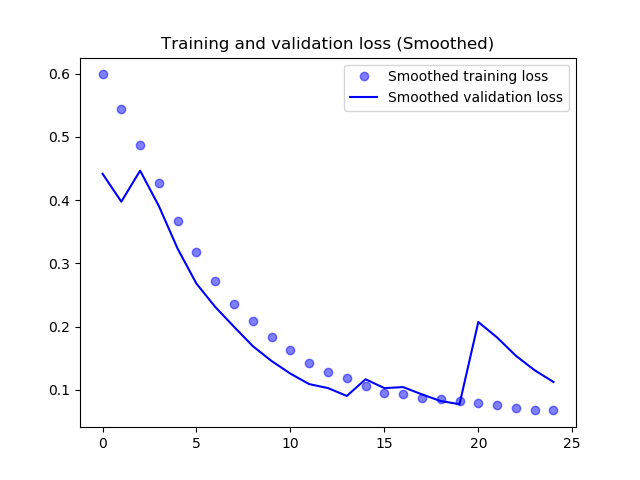 Training and validation loss (Smoothed)
Smoothed training loss
Smoothed validation loss
0.6
0.5
0.4
0.3
0.2
0.1
0 5 10 15 20 25